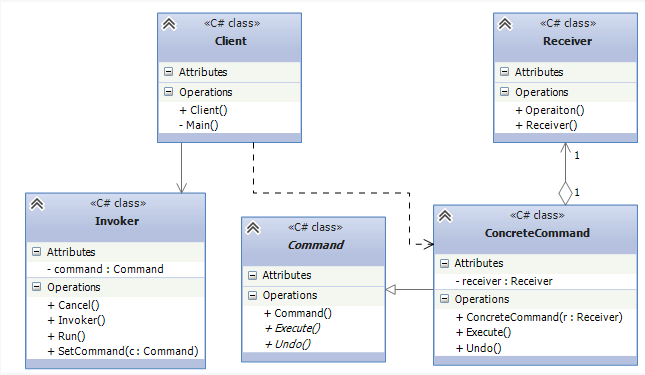 «C# class»
Client
Attributes
Operations
+ Client()
- Main()
«C# class»
Receiver
Attributes
Operations
+ Operaiton()
+ Receiver()
1
1
«C# class»
Invoker
Attributes
- command : Command
Operations
+ Cancel()
+ Invoker()
+ Run()
+ SetCommand(c : Command)
«C# class»
Command
Attributes
Operations
+ Command()
+ Execute()
+ Undo()
«C# class»
ConcreteCommand
Attributes
- receiver : Receiver
Operations
+ ConcreteCommand(r : Receiver)
+ Execute()
+ Undo()